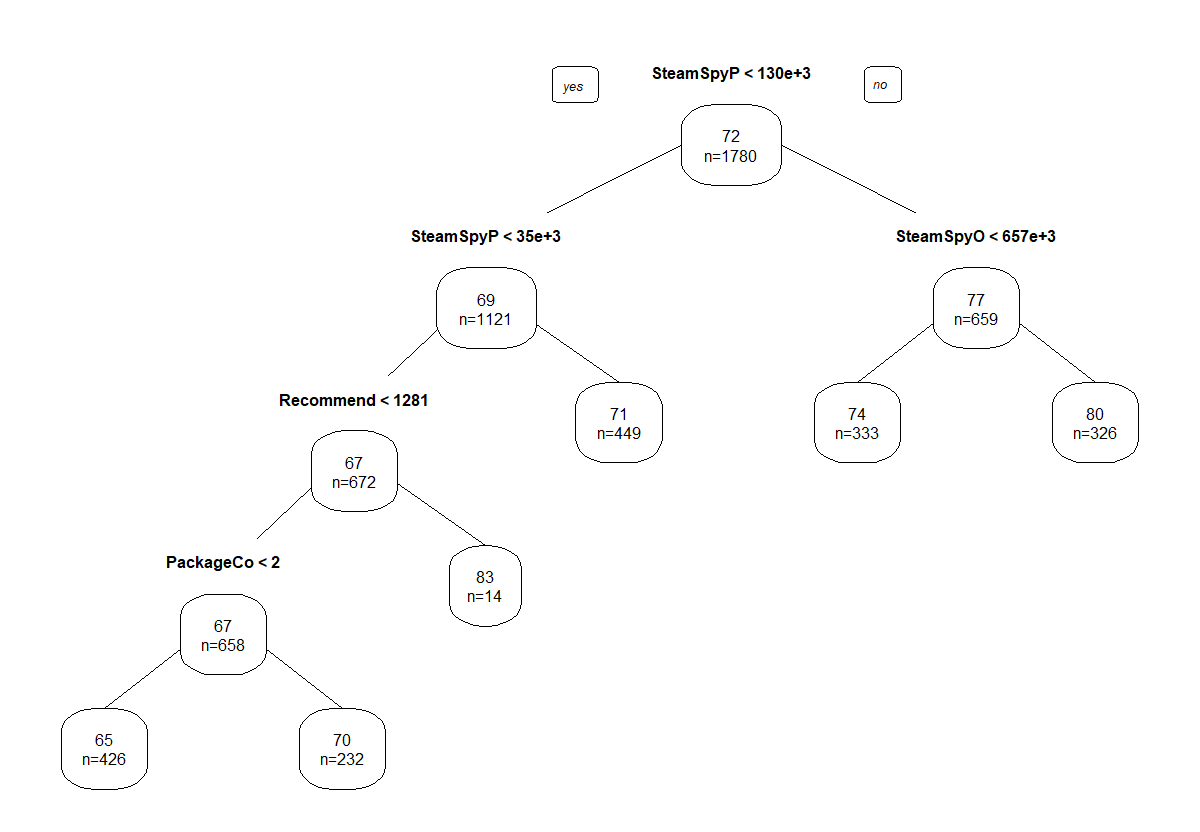 SteamSpyP < 130e+3
yes
no
72
n=1780
SteamSpyP < 35e+3
SteamSpyO < 657e+3
69
n=1121
77
n=659
Recommend < 1281
71
n=449
74
n=333
80
n=326
67
n=672
PackageCo < 2
83
n=14
67
n=658
65
n=426
70
n=232